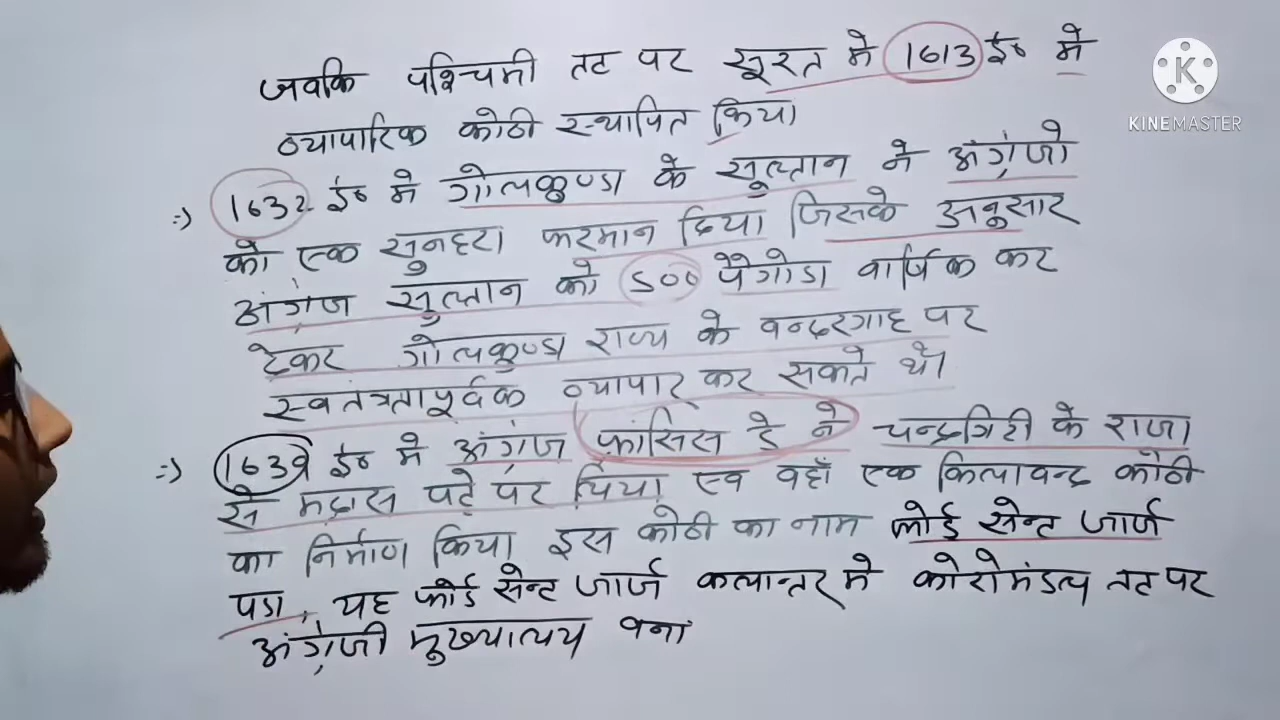 जबकि पश्चिमी तट पर सूरत मे 1613 ई० मे
व्यापारिक कोठी स्थापित किया
=) 1632 ई० मे गोलकुण्डा के सुल्तान ने अंग्रेजो
को एक सुनहरा फरमान दिया जिसके अनुसार
अंग्रेज सुल्तान को 500 पैगोडा वार्षिक कर
देकर गोलकुण्डा राज्य के बन्दरगाह पर
स्वतंत्रतापूर्वक व्यापार कर सकते थे।
=) 1639 ई० मे अंग्रेज फ्रांसिस डे ने चन्द्रगिरी के राजा
से मद्रास पट्टे पर लिया एव वहाँ एक किलाबन्द कोठी
का निर्माण किया इस कोठी का नाम फोर्ड सेन्ट जार्ज
पडा, यह फोर्ड सेन्ट जार्ज कलान्तर मे कोरोमंडल तट पर
अंग्रेजी मुख्यालय बना
KINEMASTER